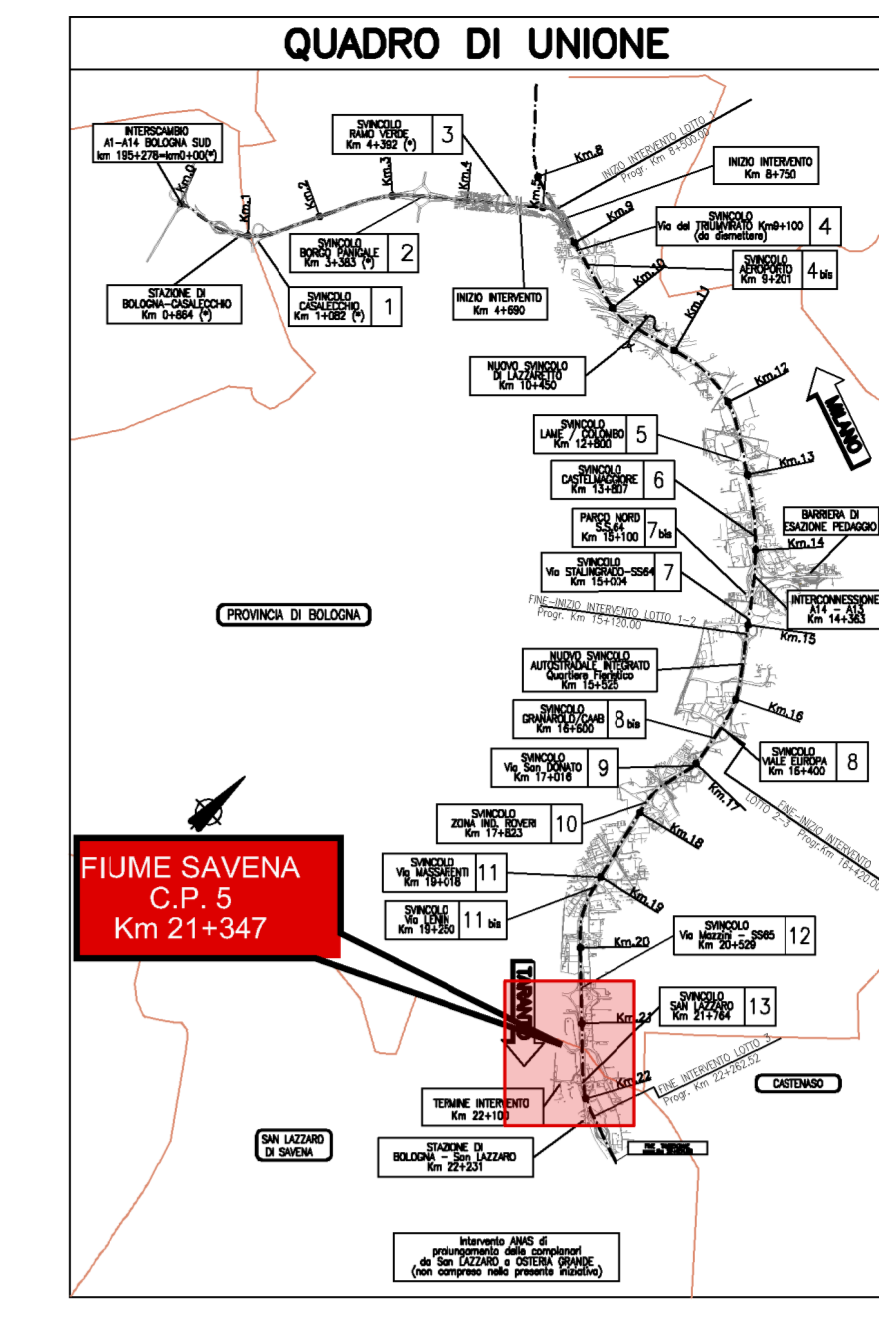 QUADRO DI UNIONE
INTERSCAMBIO
A1-A14 BOLOGNA SUD
km 195+278=km0+00(*)
SVINCOLO
RAMO VERDE
Km 4+392 (*)
3
Km.0
Km.1
Km.2
Km.3
Km.4
Km.5
Km.8
INIZIO INTERVENTO LOTTO 1
Progr. Km 8+500.00
INIZIO INTERVENTO
Km 8+750
Km.9
SVINCOLO
Via del TRIUMVIRATO Km9+100
(da dismettere)
4
SVINCOLO
BORGO PANIGALE
Km 3+383 (*)
2
SVINCOLO
AEROPORTO
Km 9+201
4 bis
STAZIONE DI
BOLOGNA-CASALECCHIO
Km 0+864 (*)
SVINCOLO
CASALECCHIO
Km 1+082 (*)
1
INIZIO INTERVENTO
Km 4+690
Km.10
Km.11
NUOVO SVINCOLO
DI LAZZARETTO
Km 10+450
Km.12
MILANO
SVINCOLO
LAME / COLOMBO
Km 12+800
5
Km.13
SVINCOLO
CASTELMAGGIORE
Km 13+807
6
PARCO NORD
S.S.64
Km 15+100
7 bis
BARRIERA DI
ESAZIONE PEDAGGIO
Km.14
SVINCOLO
Via STALINGRADO-SS64
Km 15+004
7
INTERCONNESSIONE
A14 - A13
Km 14+363
FINE-INIZIO INTERVENTO LOTTO 1-2
Progr. Km 15+120.00
PROVINCIA DI BOLOGNA
Km.15
NUOVO SVINCOLO
AUTOSTRADALE INTEGRATO
Quartiere Fieristico
Km 15+525
Km.16
SVINCOLO
GRANAROLO/CAAB
Km 16+600
8 bis
SVINCOLO
VIALE EUROPA
Km 16+400
8
SVINCOLO
Via San DONATO
Km 17+016
9
Km.17
FINE-INIZIO INTERVENTO
LOTTO 2-3 Progr.Km 16+420.00
SVINCOLO
ZONA IND. ROVERI
Km 17+823
10
Km.18
FIUME SAVENA
C.P. 5
Km 21+347
SVINCOLO
Via MASSARENTI
Km 19+018
11
Km.19
SVINCOLO
Via LENIN
Km 19+250
11 bis
SVINCOLO
Via Mazzini - SS65
Km 20+529
12
Km.20
TARANTO
SVINCOLO
SAN LAZZARO
Km 21+764
13
Km.21
Km.22
FINE INTERVENTO LOTTO 3
Progr. Km 22+262.52
CASTENASO
TERMINE INTERVENTO
Km 22+100
SAN LAZZARO
DI SAVENA
STAZIONE DI
BOLOGNA - San LAZZARO
Km 22+231
Intervento ANAS di
prolungamento delle complanari
da San LAZZARO a OSTERIA GRANDE
(non compreso nella presente iniziativa)